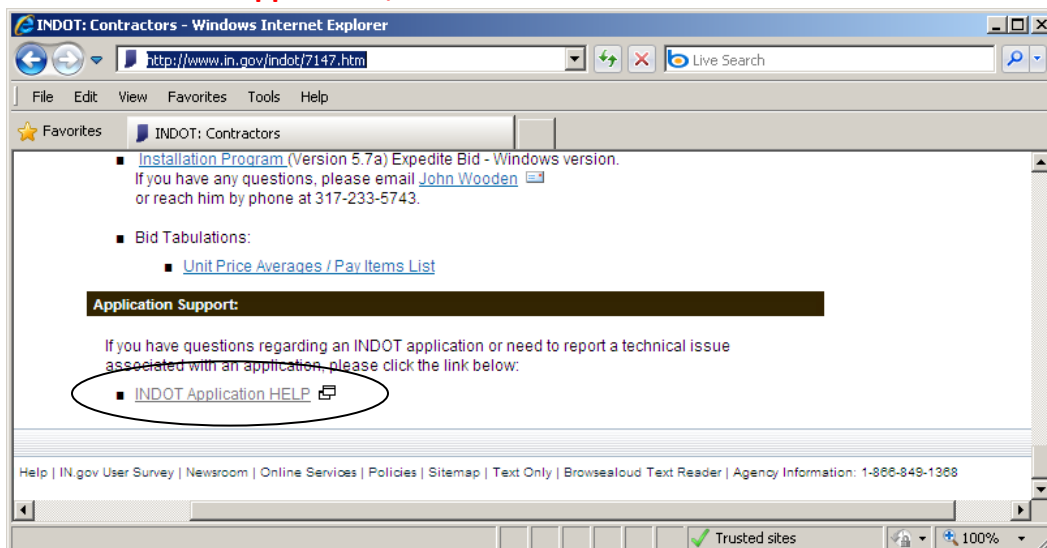 INDOT: Contractors - Windows Internet Explorer
http://www.in.gov/indot/7147.htm
Live Search
File Edit View Favorites Tools Help
Favorites
INDOT: Contractors
Installation Program (Version 5.7a) Expedite Bid - Windows version.
If you have any questions, please email John Wooden
or reach him by phone at 317-233-5743.
Bid Tabulations:
Unit Price Averages / Pay Items List
Application Support:
If you have questions regarding an INDOT application or need to report a technical issue
associated with an application, please click the link below:
INDOT Application HELP
Help | IN.gov User Survey | Newsroom | Online Services | Policies | Sitemap | Text Only | Browsealoud Text Reader | Agency Information: 1-866-849-1368
Trusted sites
100%